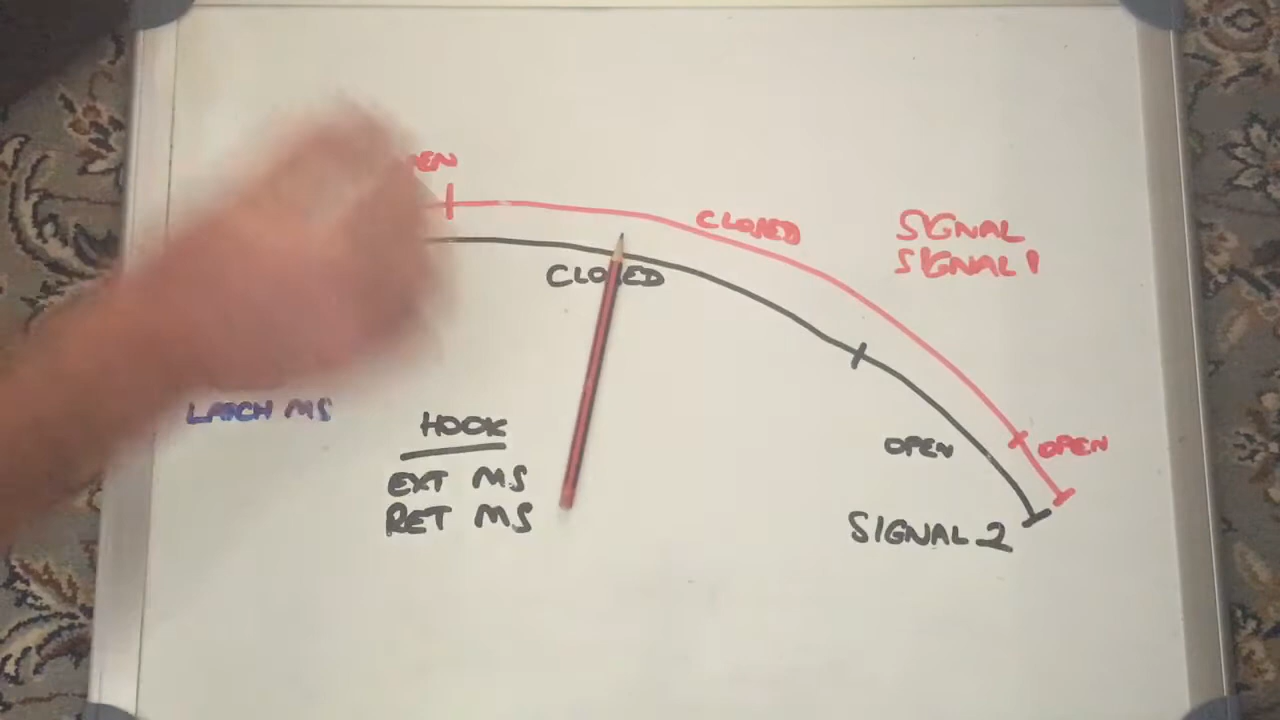 CLOSED
SIGNAL
SIGNAL 1
CLOSED
LATCH MS
HOOK
EXT MS
RET MS
OPEN
OPEN
SIGNAL 2